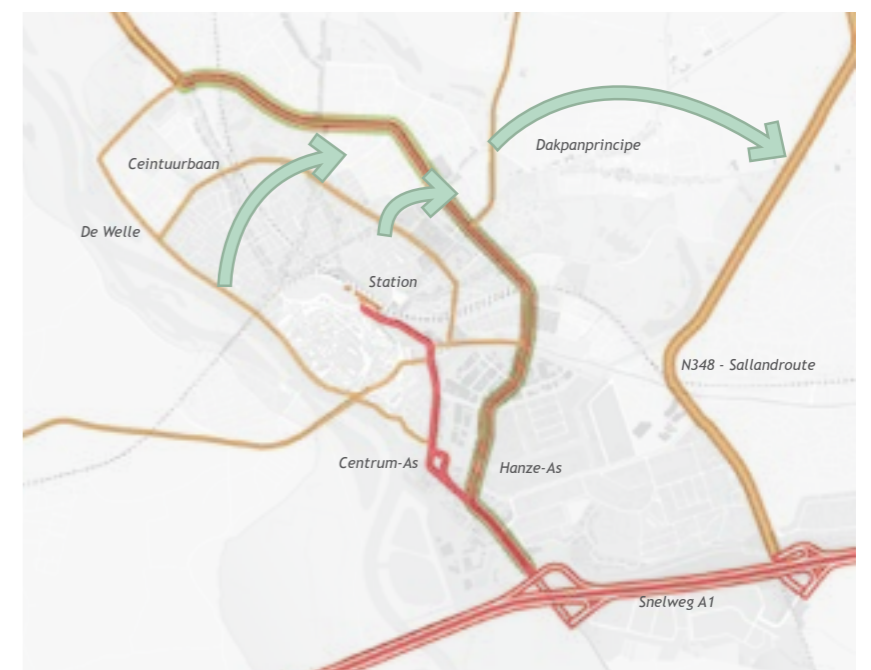 Dakpanprincipe
Ceintuurbaan
De Welle
Station
N348 - Sallandroute
Centrum-As
Hanze-As
Snelweg A1